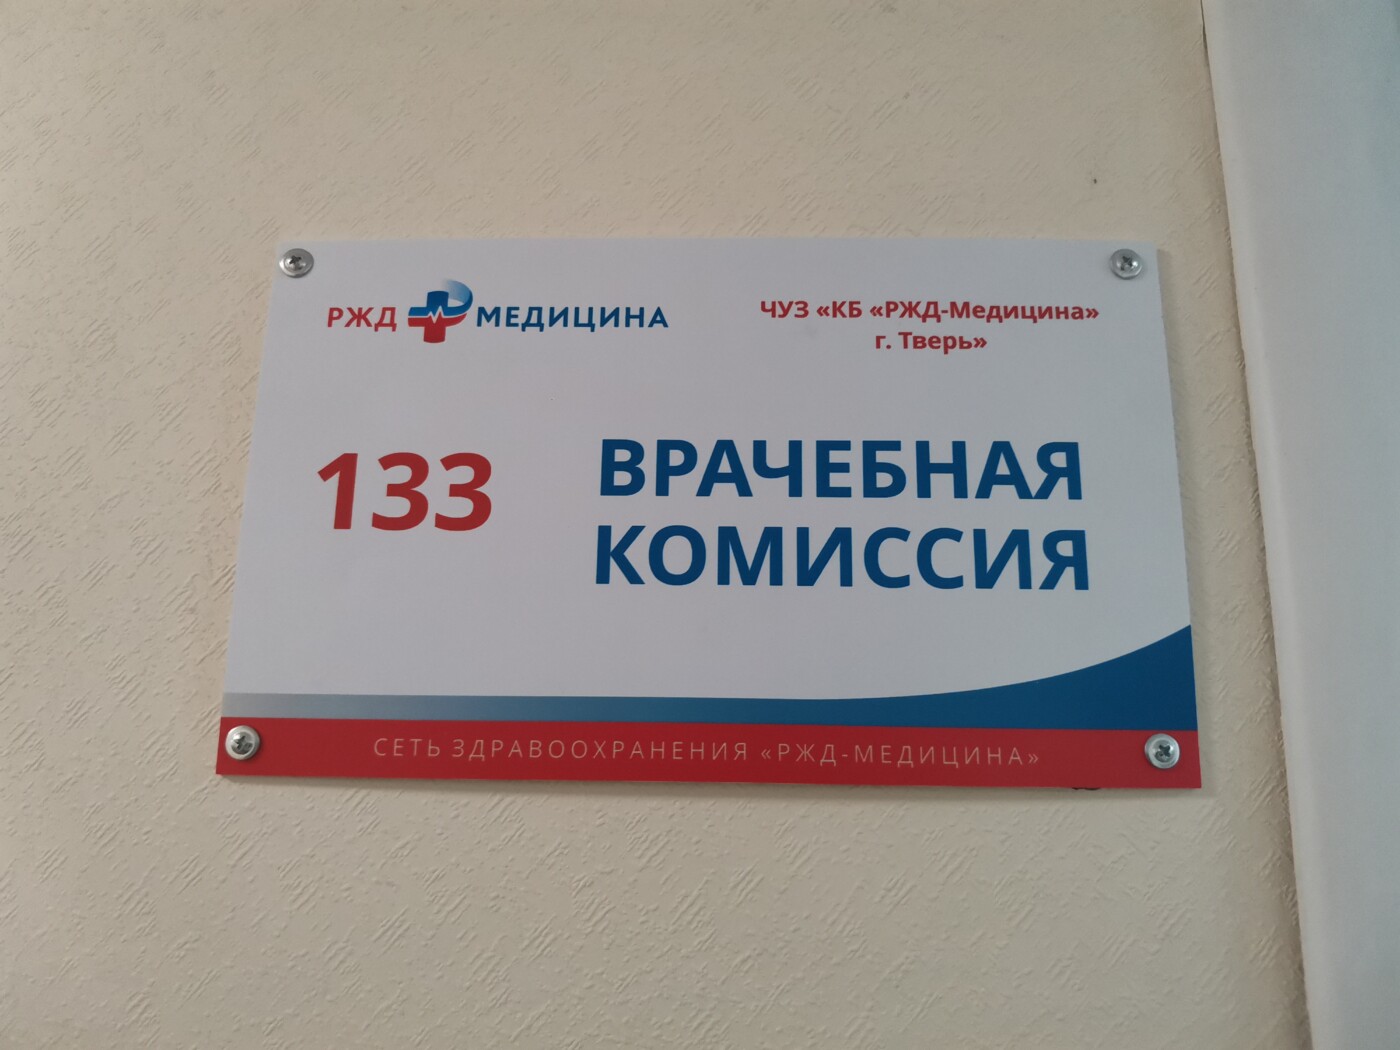 РЖД МЕДИЦИНА
ЧУЗ «КБ «РЖД-Медицина»
г. Тверь»
133
ВРАЧЕБНАЯ
КОМИССИЯ
СЕТЬ ЗДРАВООХРАНЕНИЯ «РЖД-МЕДИЦИНА»